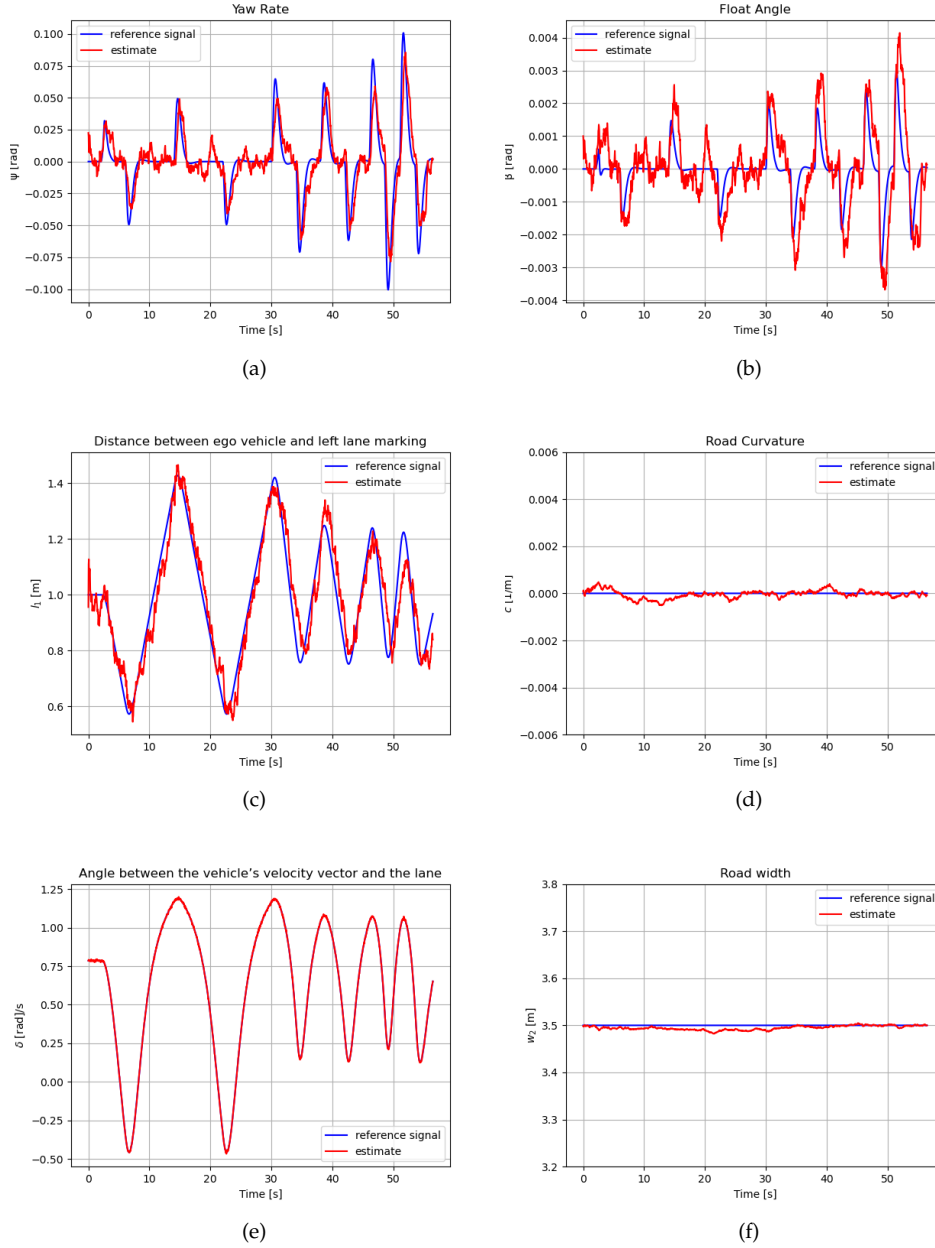 Yaw Rate
reference signal
estimate
0.100
0.075
0.050
0.025
0.000
−0.025
−0.050
−0.075
−0.100
Ψ [rad]
0
10
20
30
40
50
Time [s]
(a)
Float Angle
reference signal
estimate
0.004
0.003
0.002
0.001
0.000
−0.001
−0.002
−0.003
−0.004
β [rad]
0
10
20
30
40
50
Time [s]
(b)
Distance between ego vehicle and left lane marking
reference signal
estimate
1.4
1.2
1.0
0.8
0.6
l1 [m]
0
10
20
30
40
50
Time [s]
(c)
Road Curvature
reference signal
estimate
0.006
0.004
0.002
0.000
−0.002
−0.004
−0.006
c [1/m]
0
10
20
30
40
50
Time [s]
(d)
Angle between the vehicle’s velocity vector and the lane
1.25
1.00
0.75
0.50
0.25
0.00
−0.25
−0.50
δ [rad]/s
reference signal
estimate
0
10
20
30
40
50
Time [s]
(e)
Road width
reference signal
estimate
3.8
3.7
3.6
3.5
3.4
3.3
3.2
w2 [m]
0
10
20
30
40
50
Time [s]
(f)